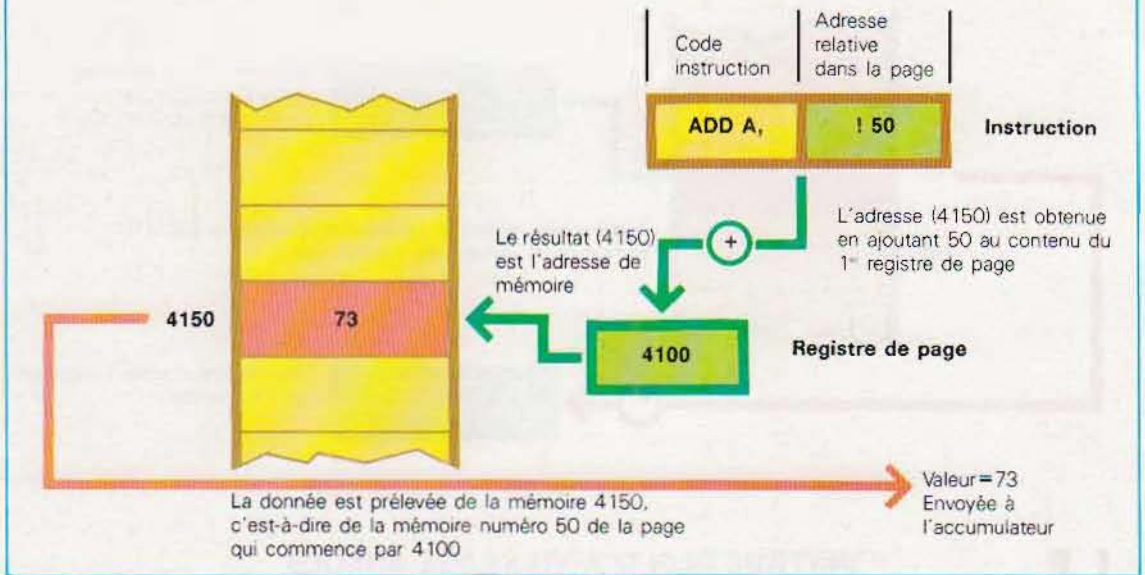 Code
instruction
Adresse
relative
dans la page
ADD A,
! 50
Instruction
L'adresse (4150) est obtenue
en ajoutant 50 au contenu du
1er registre de page
Le résultat (4150)
est l'adresse de
mémoire
+
4150
73
4100
Registre de page
La donnée est prélevée de la mémoire 4150,
c'est-à-dire de la mémoire numéro 50 de la page
qui commence par 4100
Valeur=73
Envoyée à
l'accumulateur